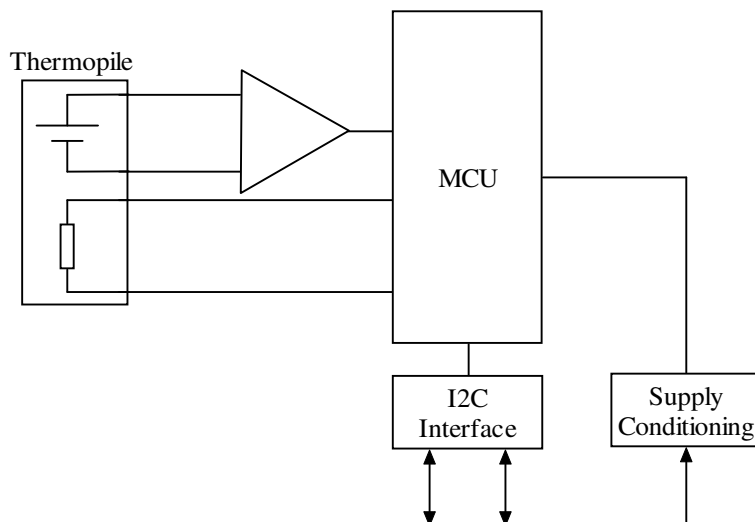 Thermopile
MCU
I2C
Interface
Supply
Conditioning